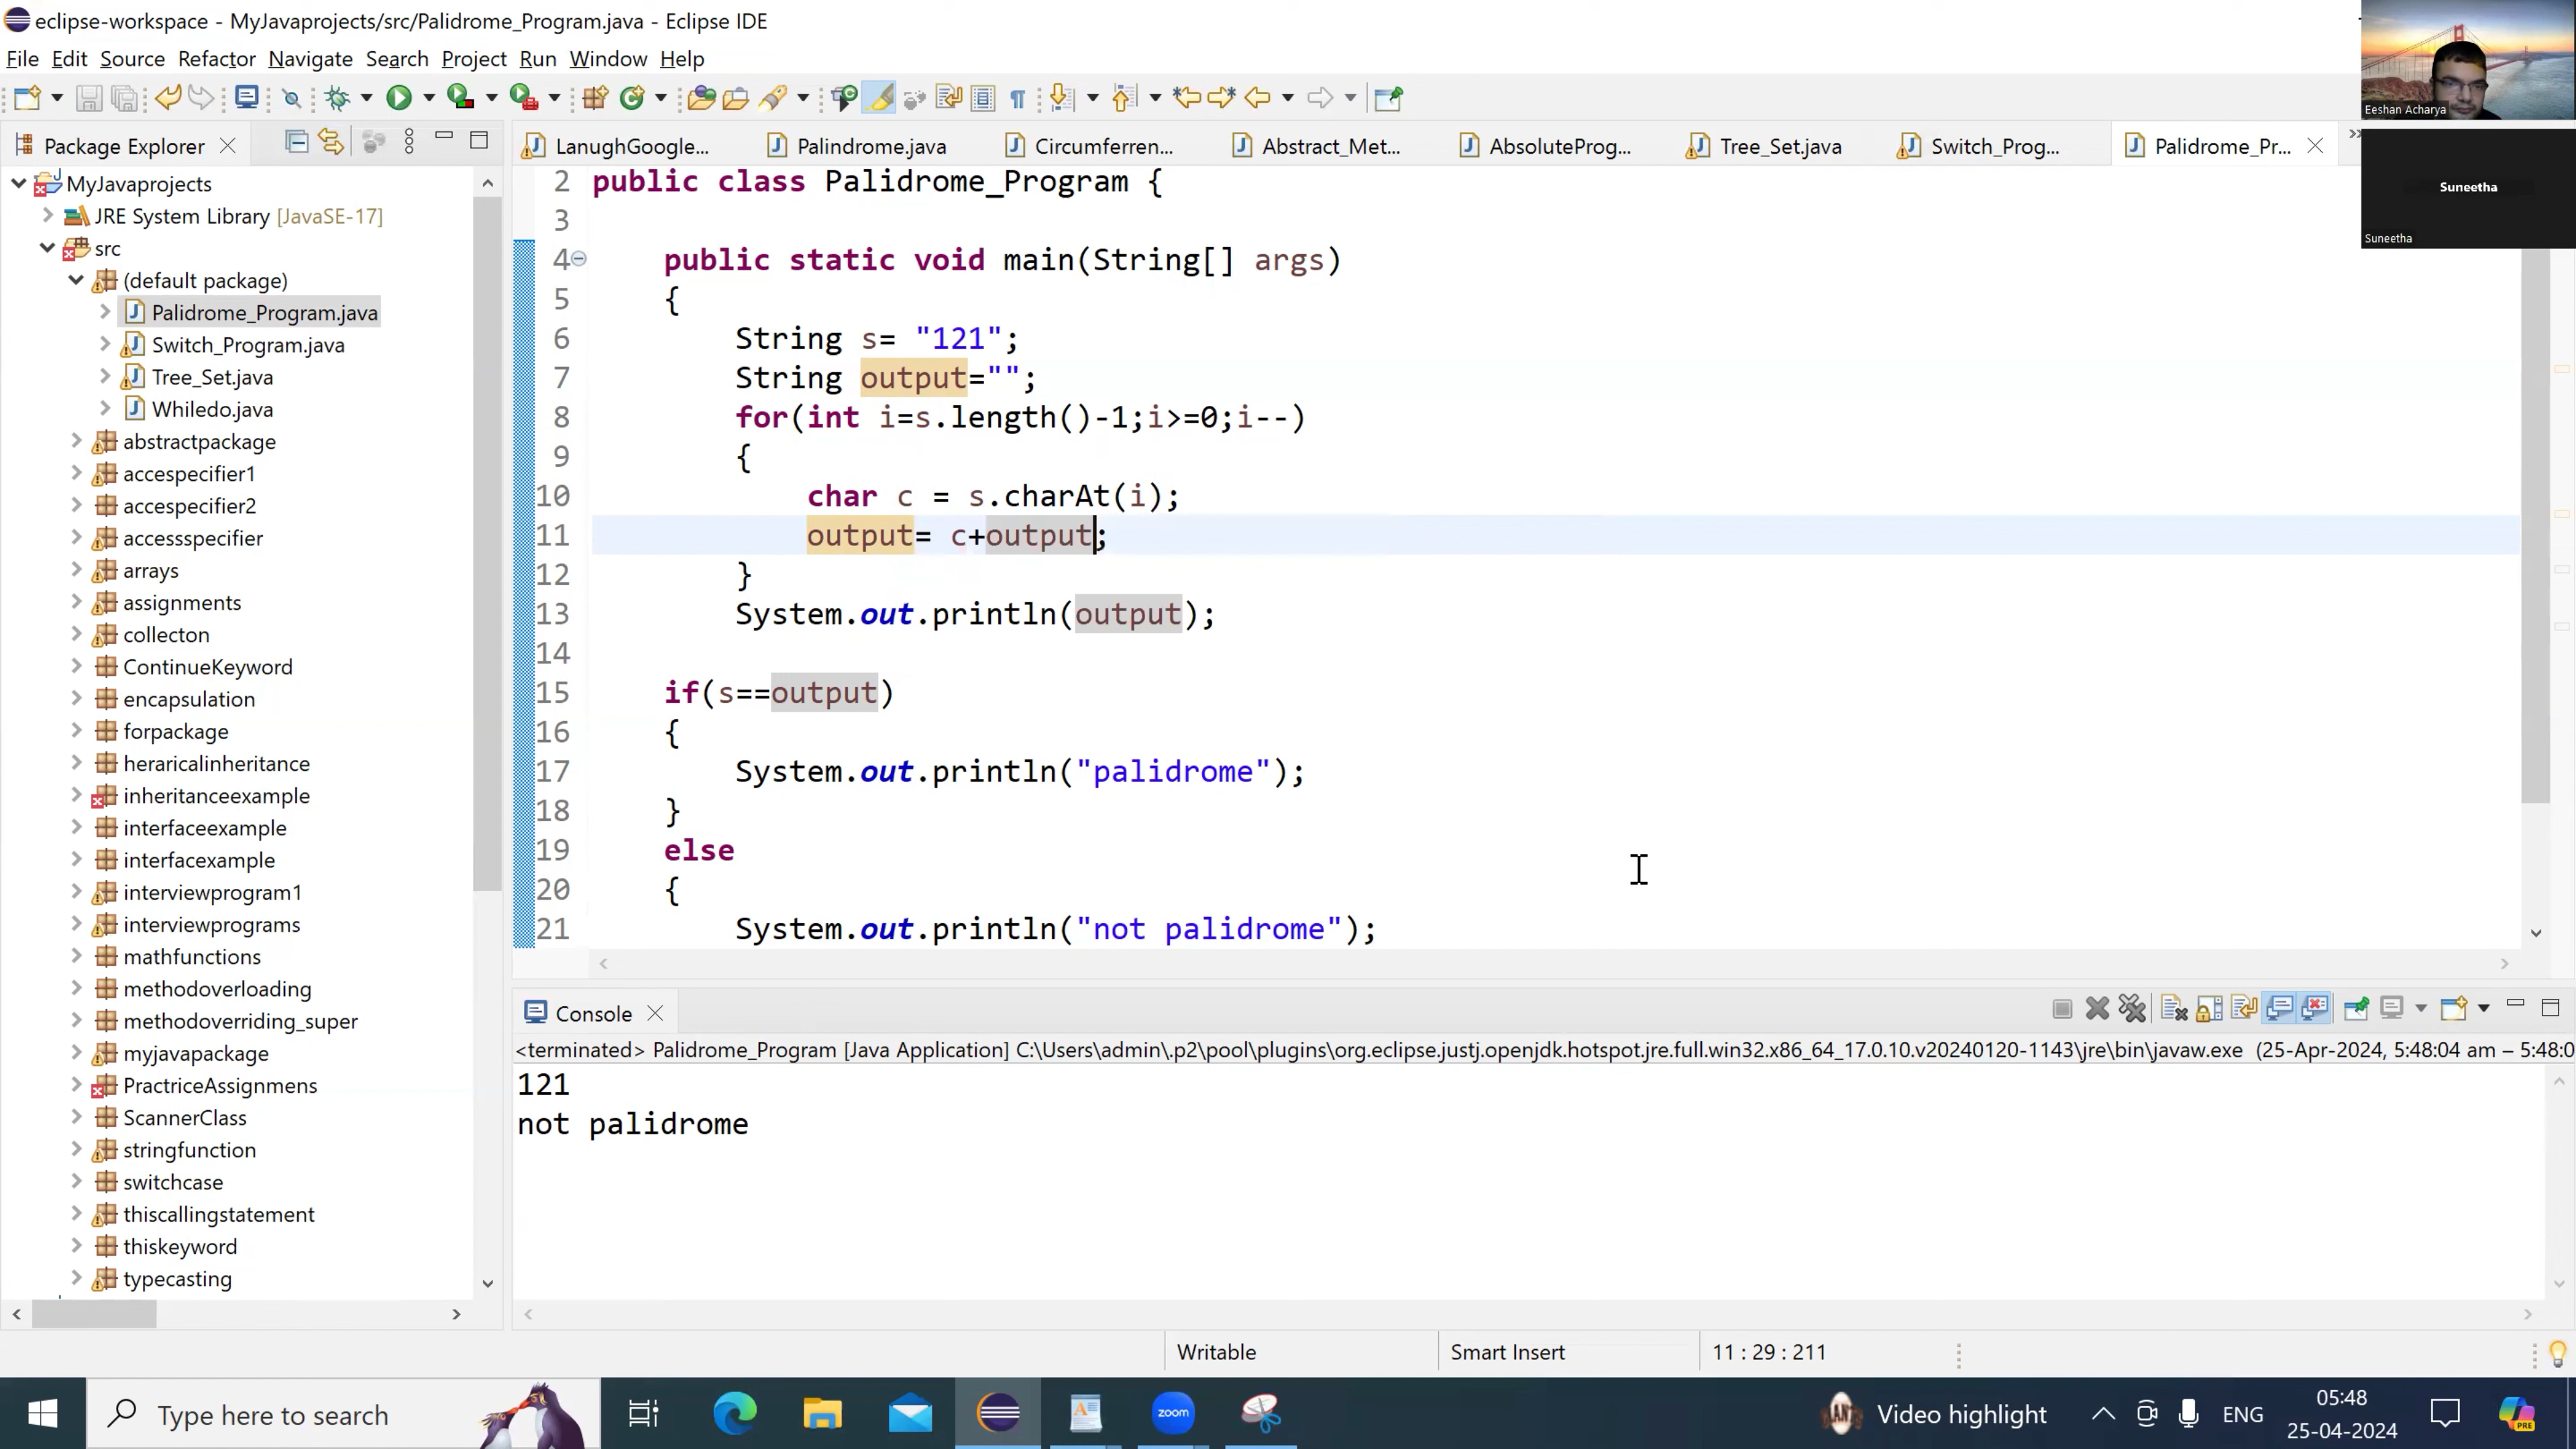 eclipse-workspace - MyJavaprojects/src/Palidrome_Program.java - Eclipse IDE
File Edit Source Refactor Navigate Search Project Run Window Help
Eeshan Acharya
Suneetha
Suneetha
Package Explorer
MyJavaprojects
JRE System Library [JavaSE-17]
src
(default package)
Palidrome_Program.java
Switch_Program.java
Tree_Set.java
Whiledo.java
abstractpackage
accespecifier1
accespecifier2
accessspecifier
arrays
assignments
collecton
ContinueKeyword
encapsulation
forpackage
heraricalinheritance
inheritanceexample
interfaceexample
interfacexample
interviewprogram1
interviewprograms
mathfunctions
methodoverloading
methodoverriding_super
myjavapackage
PractriceAssignmens
ScannerClass
stringfunction
switchcase
thiscallingstatement
thiskeyword
typecasting
LanughGoogle... Palindrome.java Circumferren... Abstract_Met... AbsoluteProg... Tree_Set.java Switch_Prog... Palidrome_Pr...
2 public class Palidrome_Program {
3
4 public static void main(String[] args)
5 {
6 String s= "121";
7 String output="";
8 for(int i=s.length()-1;i>=0;i--)
9 {
10 char c = s.charAt(i);
11 output= c+output;
12 }
13 System.out.println(output);
14
15 if(s==output)
16 {
17 System.out.println("palidrome");
18 }
19 else
20 {
21 System.out.println("not palidrome");
Console
<terminated> Palidrome_Program [Java Application] C:\Users\admin\.p2\pool\plugins\org.eclipse.justj.openjdk.hotspot.jre.full.win32.x86_64_17.0.10.v20240120-1143\jre\bin\javaw.exe (25-Apr-2024, 5:48:04 am – 5:48:0
121
not palidrome
Writable Smart Insert 11 : 29 : 211
Type here to search
zoom
Video highlight
ENG
05:48
25-04-2024
PRE